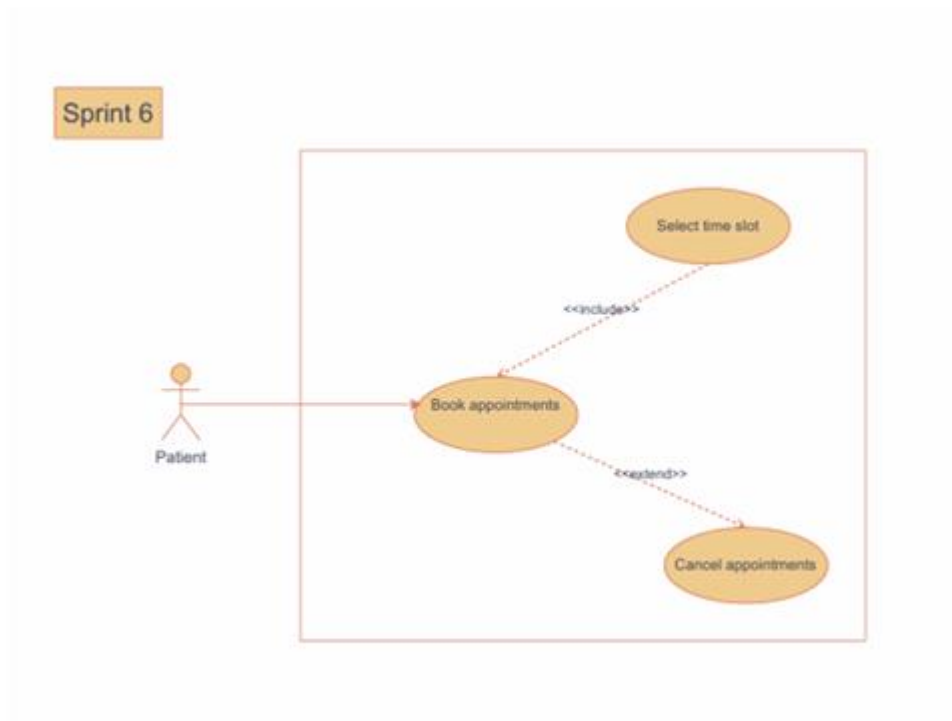 Sprint 6
Select time slot
<<include>>
Book appointments
Patient
<<extend>>
Cancel appointments